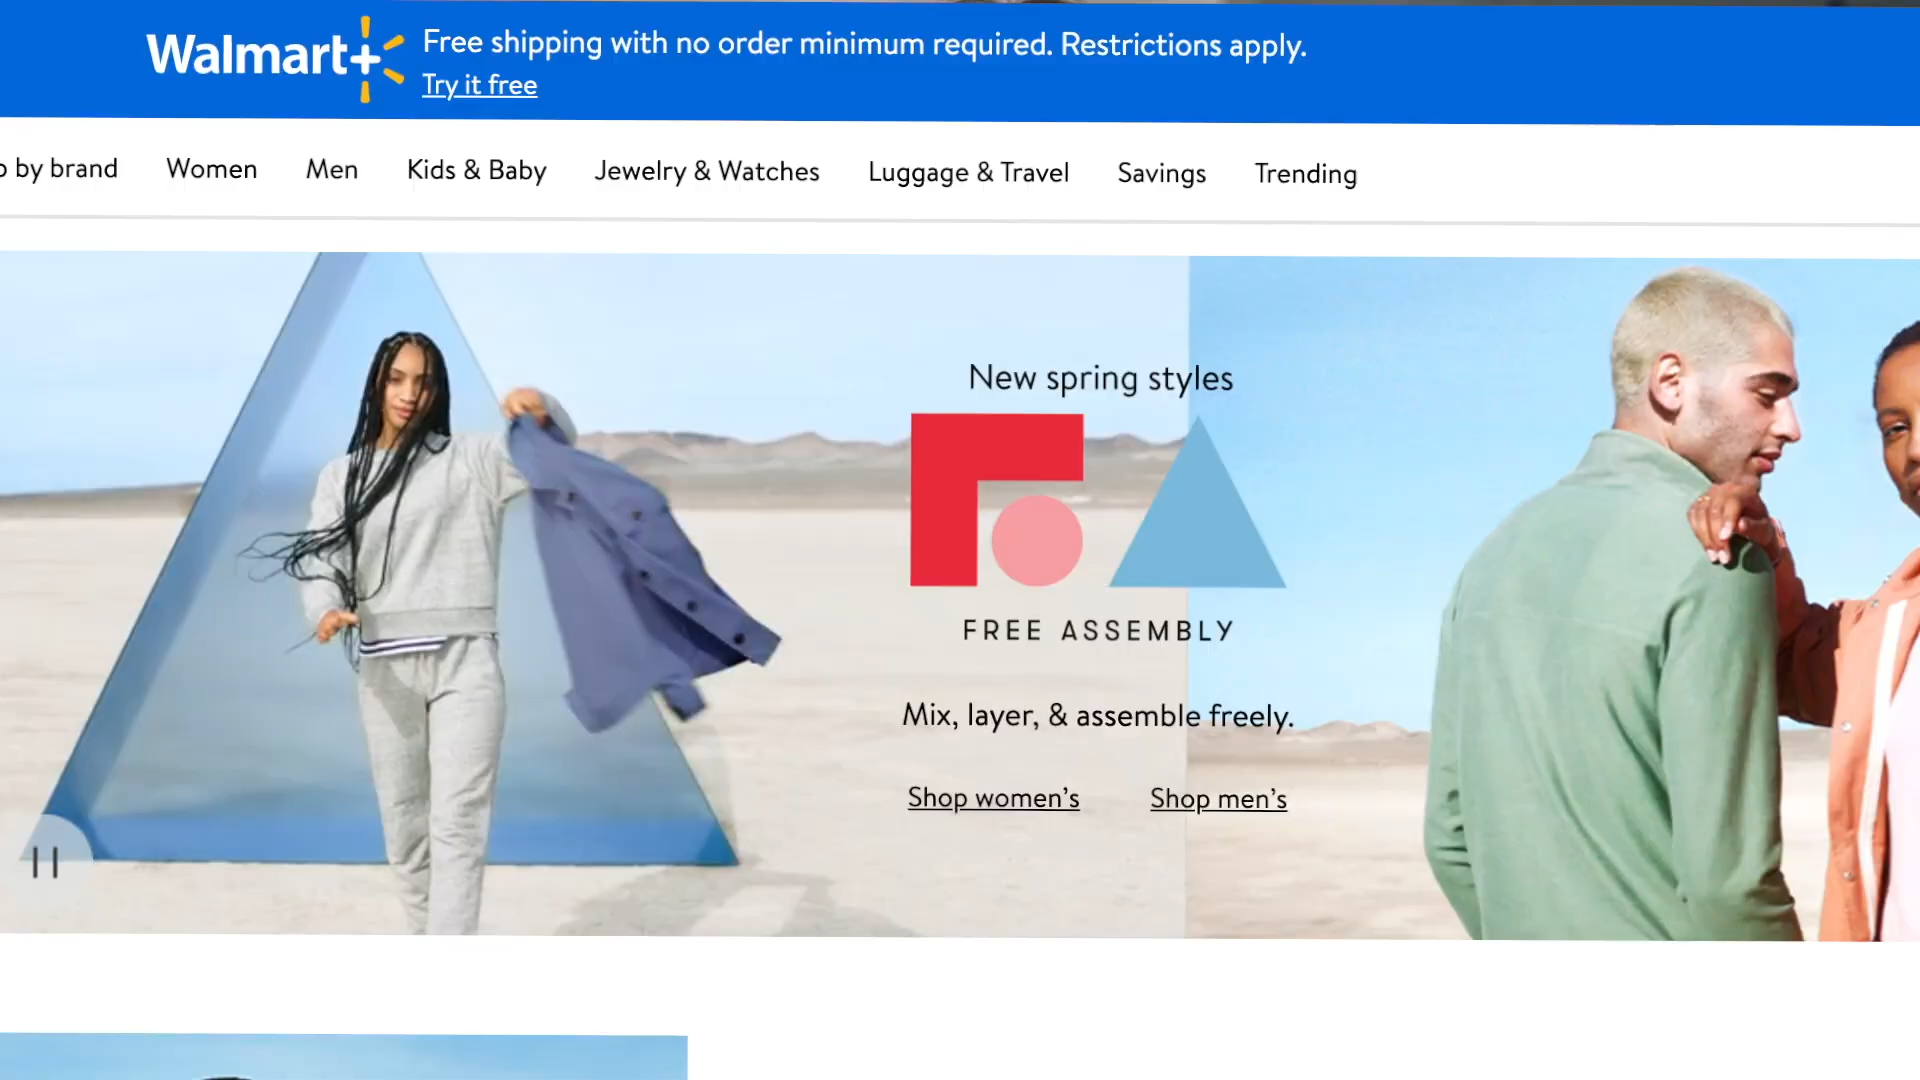 Walmart+
Free shipping with no order minimum required. Restrictions apply.
Try it free
by brand
Women
Men
Kids & Baby
Jewelry & Watches
Luggage & Travel
Savings
Trending
New spring styles
FREE ASSEMBLY
Mix, layer, & assemble freely.
Shop women's
Shop men's